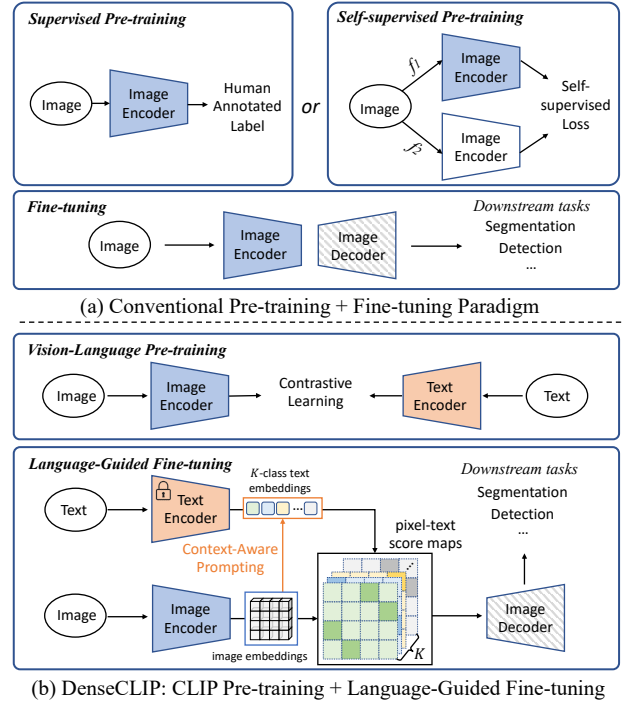 Supervised Pre-training
Image
Image
Encoder
Human
Annotated
Label
or
Self-supervised Pre-training
Image
f1
f2
Image
Encoder
Image
Encoder
Self-
supervised
Loss
Fine-tuning
Image
Image
Encoder
Image
Decoder
Downstream tasks
Segmentation
Detection
...
(a) Conventional Pre-training + Fine-tuning Paradigm
Vision-Language Pre-training
Image
Image
Encoder
Contrastive
Learning
Text
Encoder
Text
Language-Guided Fine-tuning
Text
Text
Encoder
K-class text
embeddings
...
Context-Aware
Prompting
Image
Image
Encoder
image embeddings
pixel-text
score maps
...
K
Image
Decoder
Downstream tasks
Segmentation
Detection
...
(b) DenseCLIP: CLIP Pre-training + Language-Guided Fine-tuning